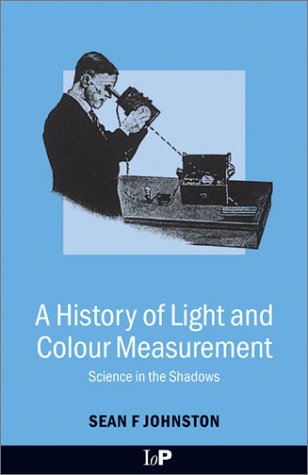 A History of Light and
Colour Measurement
Science in the Shadows
SEAN F JOHNSTON
IoP